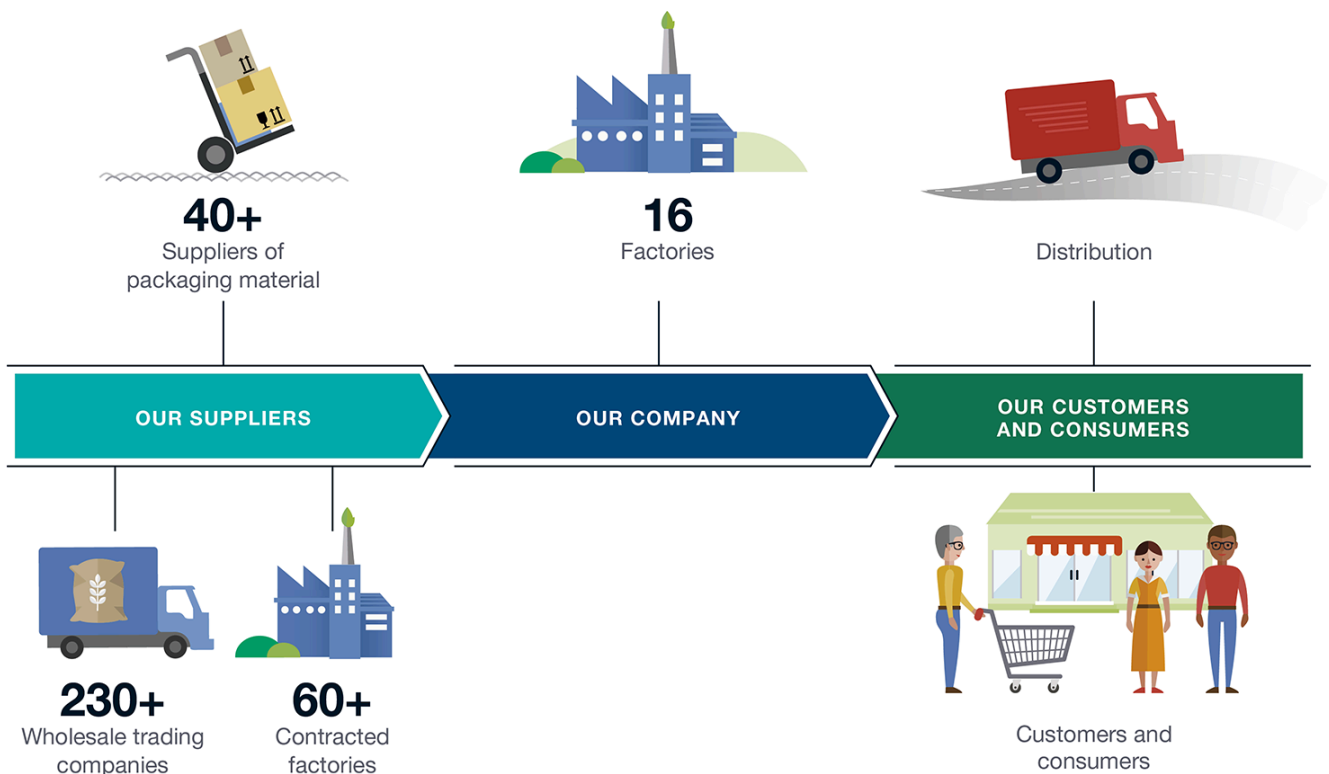 40+
Suppliers of
packaging material
16
Factories
Distribution
OUR SUPPLIERS
OUR COMPANY
OUR CUSTOMERS
AND CONSUMERS
230+
Wholesale trading
companies
60+
Contracted
factories
Customers and
consumers